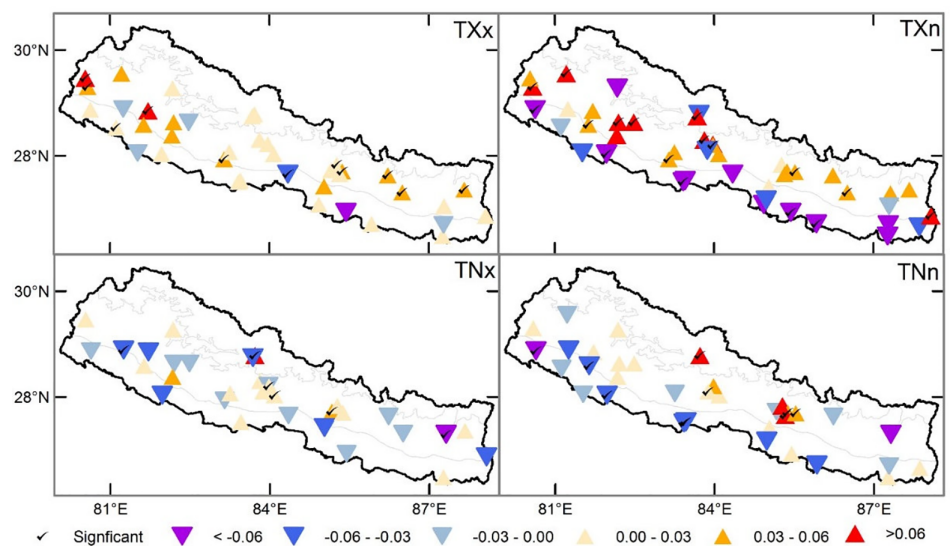 TXx
TXn
30°N
28°N
TNx
TNn
30°N
28°N
81°E 84°E 87°E 81°E 84°E 87°E
Signficant < -0.06 -0.06 - -0.03 -0.03 - 0.00 0.00 - 0.03 0.03 - 0.06 >0.06